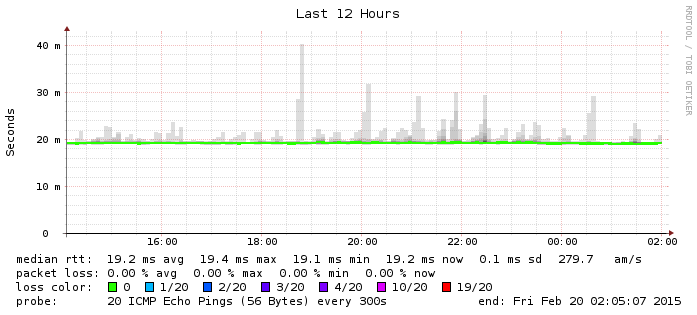 Last 12 Hours
RRDTOOL / TOBI OETIKER
Seconds
40 m
30 m
20 m
10 m
0
16:00 18:00 20:00 22:00 00:00 02:00
median rtt: 19.2 ms avg 19.4 ms max 19.1 ms min 19.2 ms now 0.1 ms sd 279.7 am/s
packet loss: 0.00 % avg 0.00 % max 0.00 % min 0.00 % now
loss color: 0 1/20 2/20 3/20 4/20 10/20 19/20
probe: 20 ICMP Echo Pings (56 Bytes) every 300s end: Fri Feb 20 02:05:07 2015